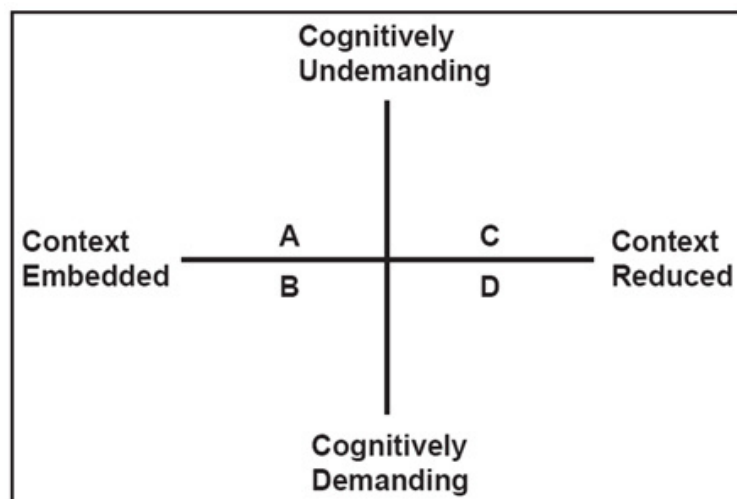 Cognitively
Undemanding
A
C
Context
Embedded
Context
Reduced
B
D
Cognitively
Demanding